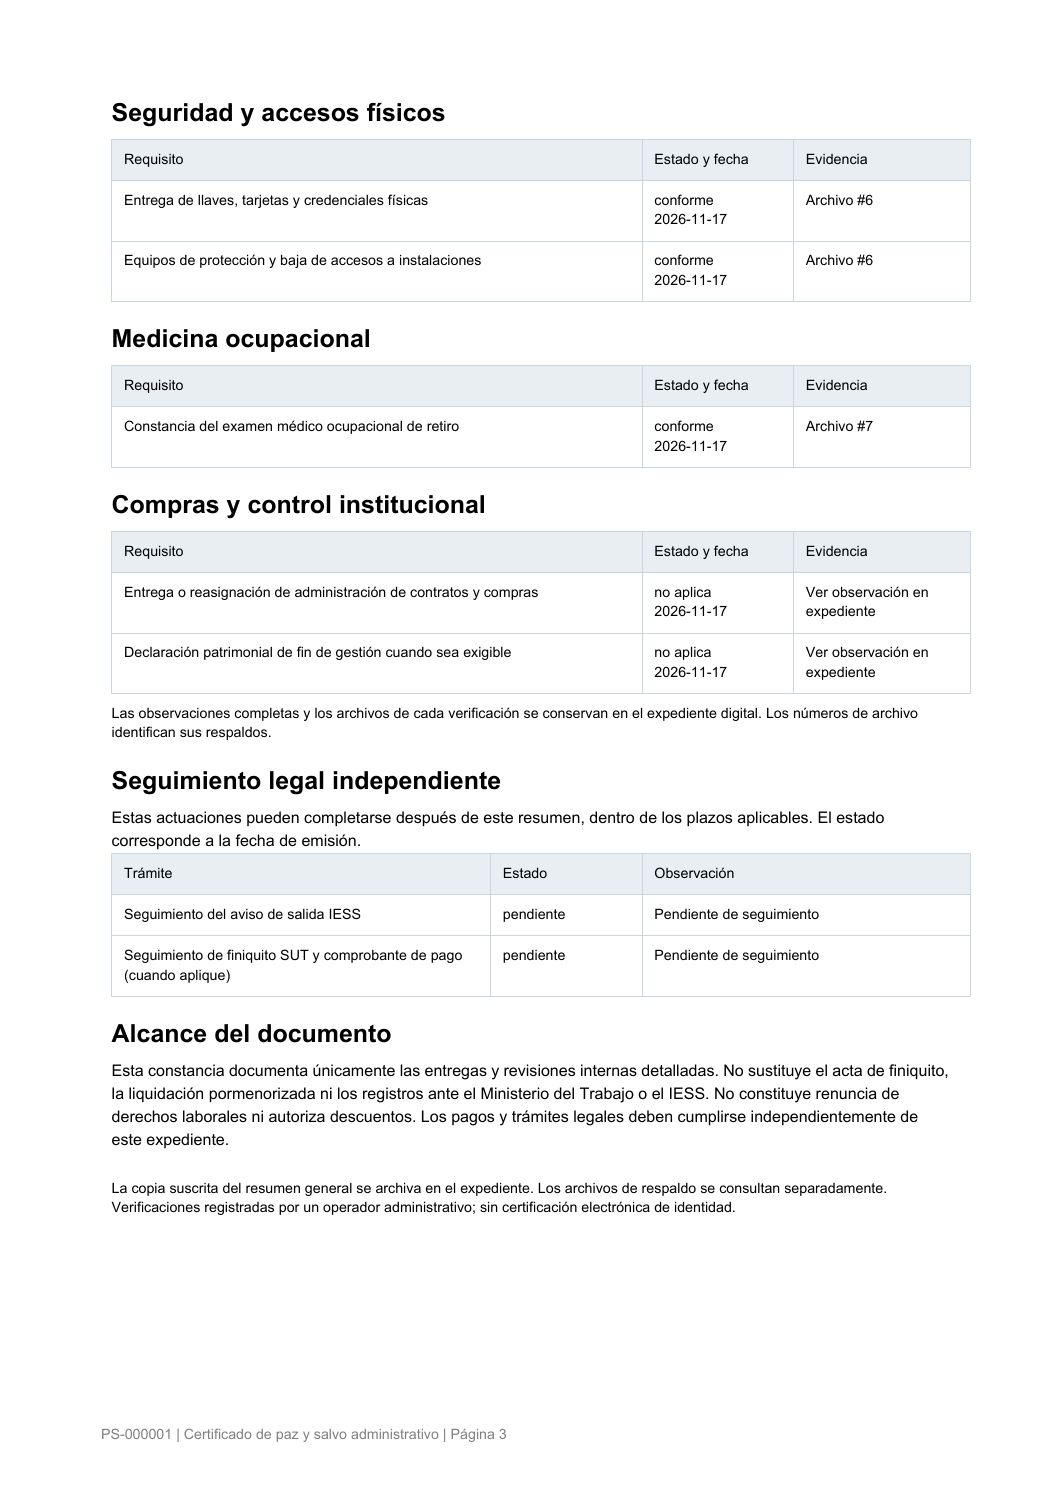 Seguridad y accesos físicos
Requisito Estado y fecha Evidencia
Entrega de llaves, tarjetas y credenciales físicas conforme Archivo #6
2026-11-17
Equipos de protección y baja de accesos a instalaciones conforme Archivo #6
2026-11-17
Medicina ocupacional
Requisito Estado y fecha Evidencia
Constancia del examen médico ocupacional de retiro conforme Archivo #7
2026-11-17
Compras y control institucional
Requisito Estado y fecha Evidencia
Entrega o reasignación de administración de contratos y compras no aplica Ver observación en
2026-11-17 expediente
Declaración patrimonial de fin de gestión cuando sea exigible no aplica Ver observación en
2026-11-17 expediente
Las observaciones completas y los archivos de cada verificación se conservan en el expediente digital. Los números de archivo
identifican sus respaldos.
Seguimiento legal independiente
Estas actuaciones pueden completarse después de este resumen, dentro de los plazos aplicables. El estado
corresponde a la fecha de emisión.
Trámite Estado Observación
Seguimiento del aviso de salida IESS pendiente Pendiente de seguimiento
Seguimiento de finiquito SUT y comprobante de pago pendiente Pendiente de seguimiento
(cuando aplique)
Alcance del documento
Esta constancia documenta únicamente las entregas y revisiones internas detalladas. No sustituye el acta de finiquito,
la liquidación pormenorizada ni los registros ante el Ministerio del Trabajo o el IESS. No constituye renuncia de
derechos laborales ni autoriza descuentos. Los pagos y trámites legales deben cumplirse independientemente de
este expediente.
La copia suscrita del resumen general se archiva en el expediente. Los archivos de respaldo se consultan separadamente.
Verificaciones registradas por un operador administrativo; sin certificación electrónica de identidad.
PS-000001 | Certificado de paz y salvo administrativo | Página 3